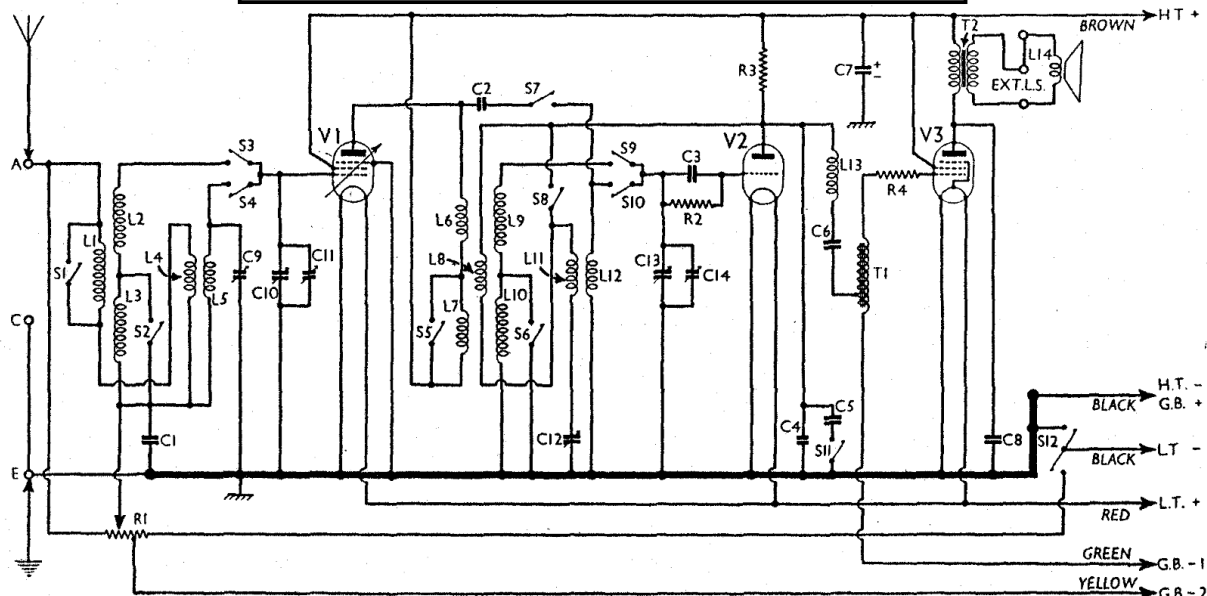 H.T +
BROWN
T2
L14
EXT.L.S.
C7
+
−
R3
S7
C2
V1
V2
V3
S3
S4
S9
S10
C3
R2
R4
L13
A
L2
L1
S1
L4
L5
C9
C10
C11
L3
S2
L6
L8
L7
S5
L9
S8
L10
S6
L11
L12
C13
C14
C6
T1
C
H.T. −
G.B. +
BLACK
C1
C12
C4
C5
S11
C8
S12
LT −
BLACK
E
L.T. +
RED
R1
GREEN
G.B. −1
YELLOW
G.B −2